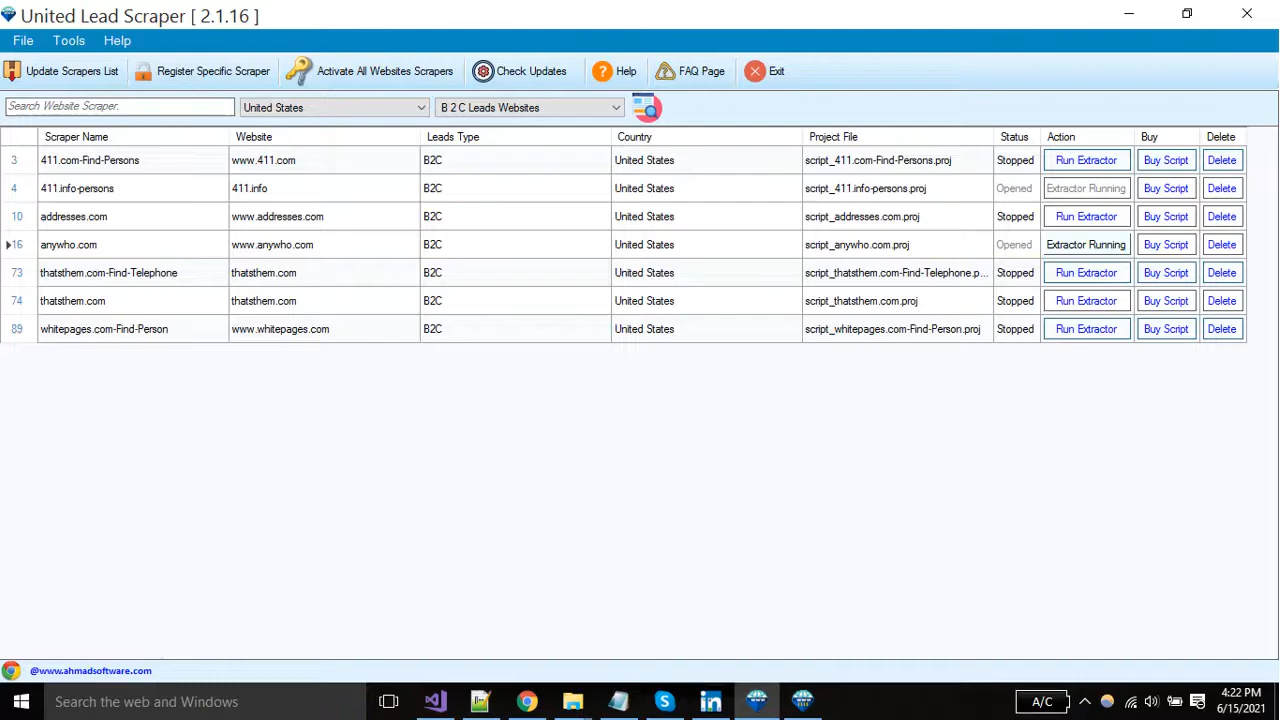 United Lead Scraper [ 2.1.16 ]
File Tools Help
Update Scrapers List Register Specific Scraper Activate All Websites Scrapers Check Updates Help FAQ Page Exit
Search Website Scraper. United States B 2 C Leads Websites
Scraper Name Website Leads Type Country Project File Status Action Buy Delete
3 411.com-Find-Persons www.411.com B2C United States script_411.com-Find-Persons.proj Stopped Run Extractor Buy Script Delete
4 411.info-persons 411.info B2C United States script_411.info-persons.proj Opened Extractor Running Buy Script Delete
10 addresses.com www.addresses.com B2C United States script_addresses.com.proj Stopped Run Extractor Buy Script Delete
16 anywho.com www.anywho.com B2C United States script_anywho.com.proj Opened Extractor Running Buy Script Delete
73 thatsthem.com-Find-Telephone thatsthem.com B2C United States script_thatsthem.com-Find-Telephone.p... Stopped Run Extractor Buy Script Delete
74 thatsthem.com thatsthem.com B2C United States script_thatsthem.com.proj Stopped Run Extractor Buy Script Delete
89 whitepages.com-Find-Person www.whitepages.com B2C United States script_whitepages.com-Find-Person.proj Stopped Run Extractor Buy Script Delete
@www.ahmadsoftware.com
Search the web and Windows A/C 4:22 PM
6/15/2021